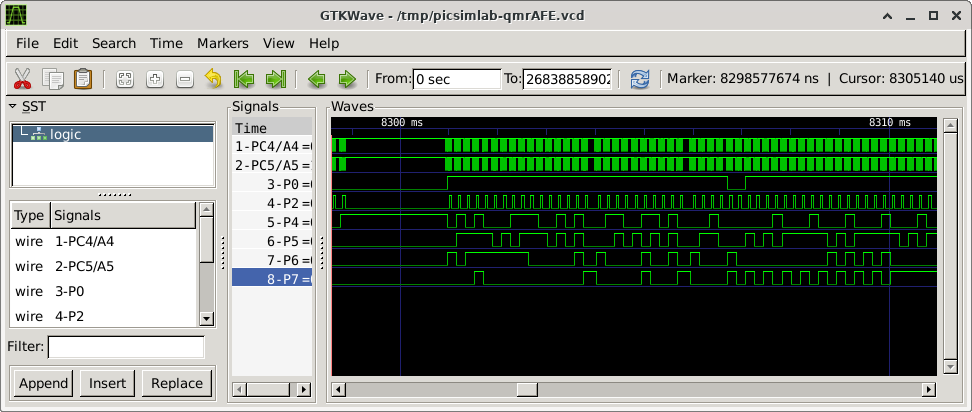 GTKWave - /tmp/picsimlab-qmrAFE.vcd
File Edit Search Time Markers View Help
From: 0 sec To: 26838858902 Marker: 8298577674 ns | Cursor: 8305140 us
SST
logic
Type Signals
wire 1-PC4/A4
wire 2-PC5/A5
wire 3-P0
wire 4-P2
Filter:
Append Insert Replace
Signals
Time
1-PC4/A4 =
2-PC5/A5 =
3-P0 =
4-P2 =
5-P4 =
6-P5 =
7-P6 =
8-P7 =
Waves
8300 ms 8310 ms